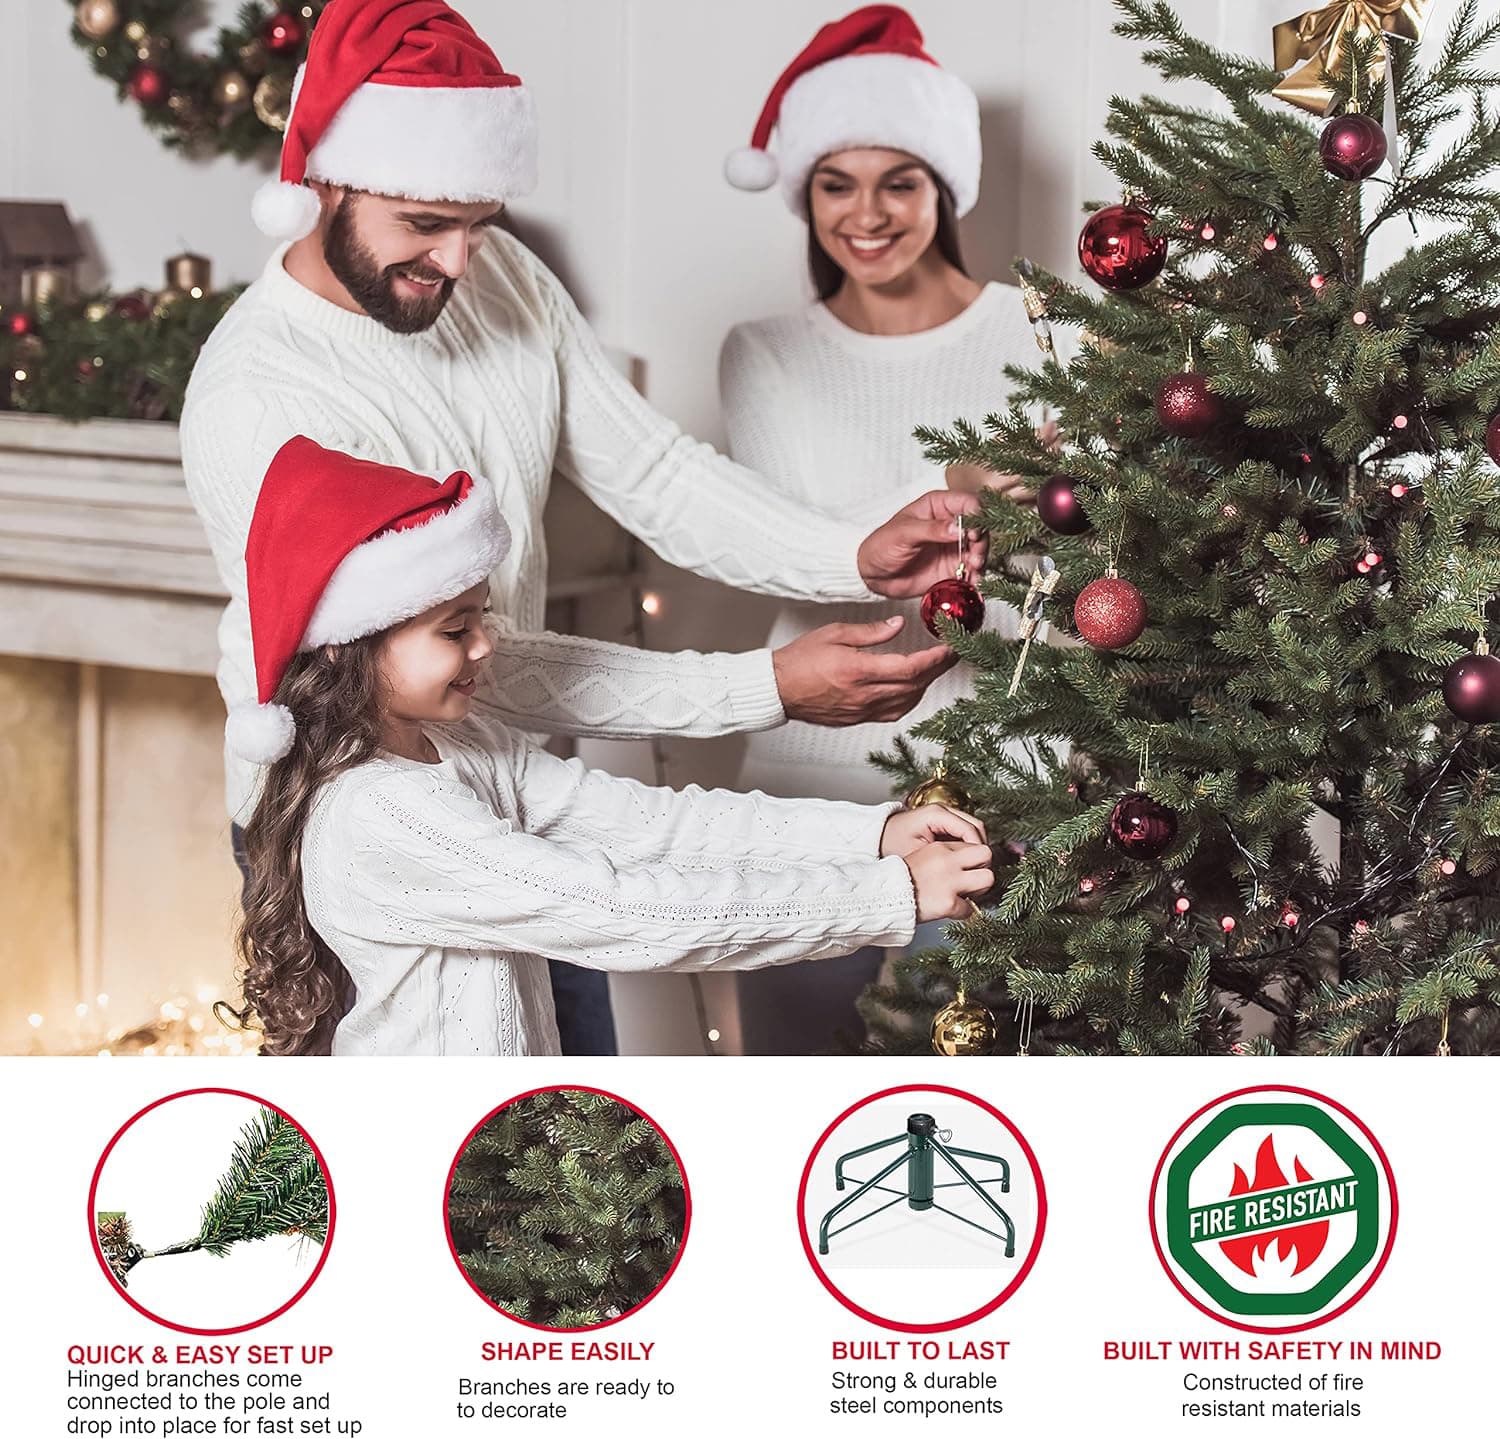 FIRE RESISTANT
QUICK & EASY SET UP
Hinged branches come
connected to the pole and
drop into place for fast set up
SHAPE EASILY
Branches are ready to
to decorate
BUILT TO LAST
Strong & durable
steel components
BUILT WITH SAFETY IN MIND
Constructed of fire
resistant materials